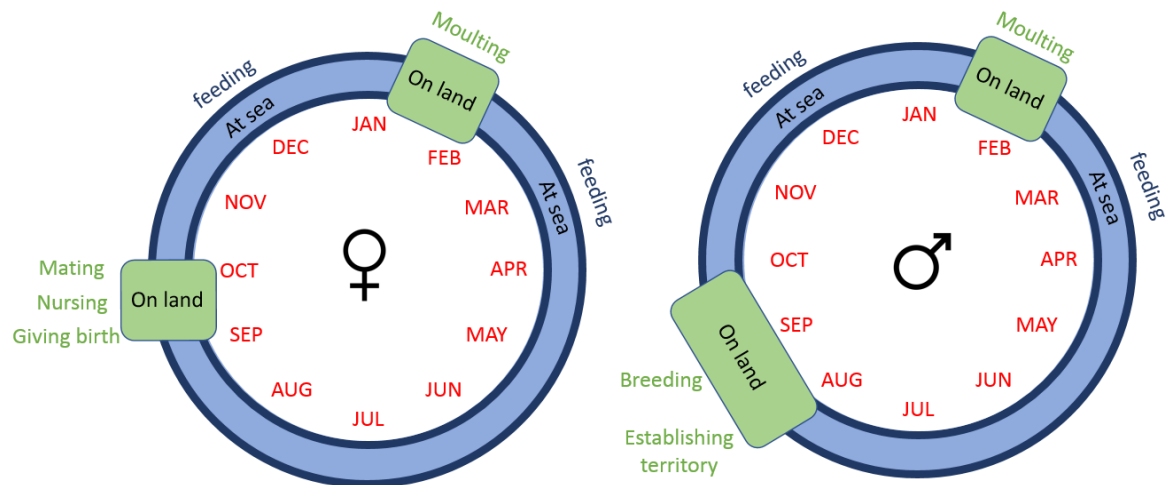 Moulting
On land
feeding
At sea
JAN
DEC
FEB
feeding
At sea
NOV
MAR
Mating
OCT
APR
Nursing
On land
Giving birth
SEP
MAY
AUG
JUN
JUL
Moulting
On land
feeding
At sea
JAN
DEC
FEB
feeding
At sea
NOV
MAR
OCT
APR
SEP
MAY
On land
Breeding
AUG
JUN
JUL
Establishing
territory